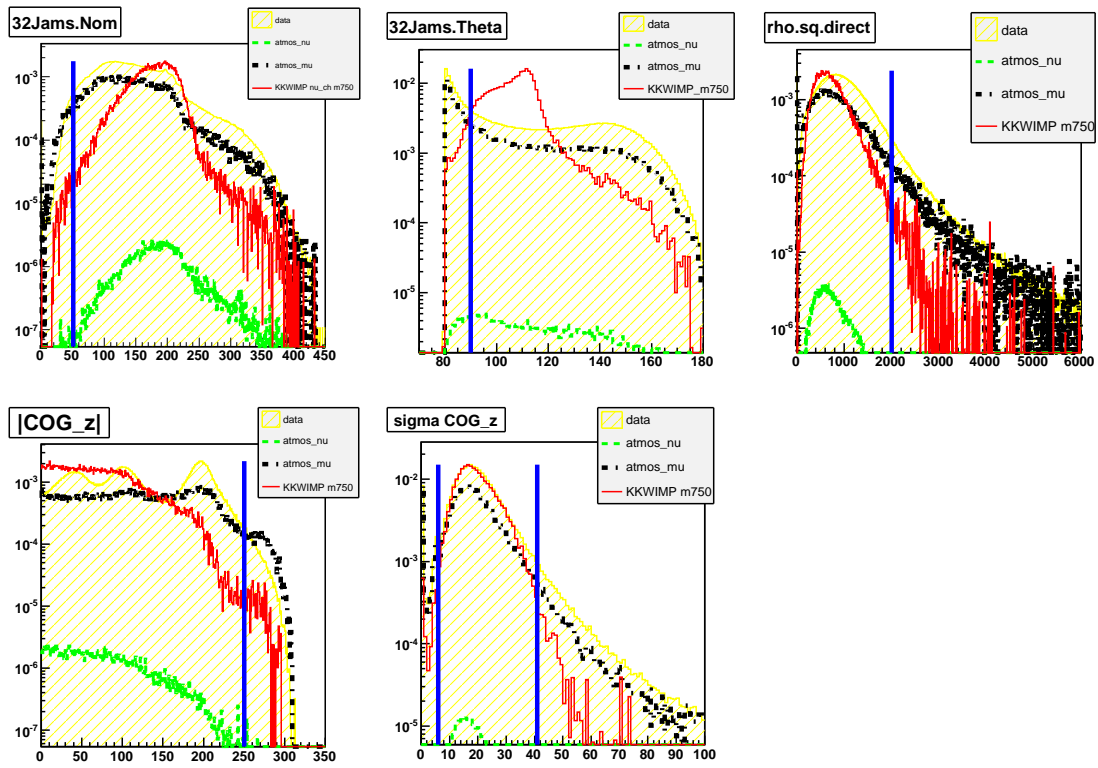 32Jams.Nom
data
atmos_nu
atmos_mu
KKWIMP nu_ch m750
10-3
10-4
10-5
10-6
10-7
0 50 100 150 200 250 300 350 400 450
32Jams.Theta
data
atmos_nu
atmos_mu
KKWIMP_m750
10-2
10-3
10-4
10-5
80 100 120 140 160 180
rho.sq.direct
data
atmos_nu
atmos_mu
KKWIMP m750
10-3
10-4
10-5
10-6
0 1000 2000 3000 4000 5000 6000
|COG_z|
data
atmos_nu
atmos_mu
KKWIMP m750
10-3
10-4
10-5
10-6
10-7
0 50 100 150 200 250 300 350
sigma COG_z
data
atmos_nu
atmos_mu
KKWIMP m750
10-2
10-3
10-4
10-5
0 10 20 30 40 50 60 70 80 90 100